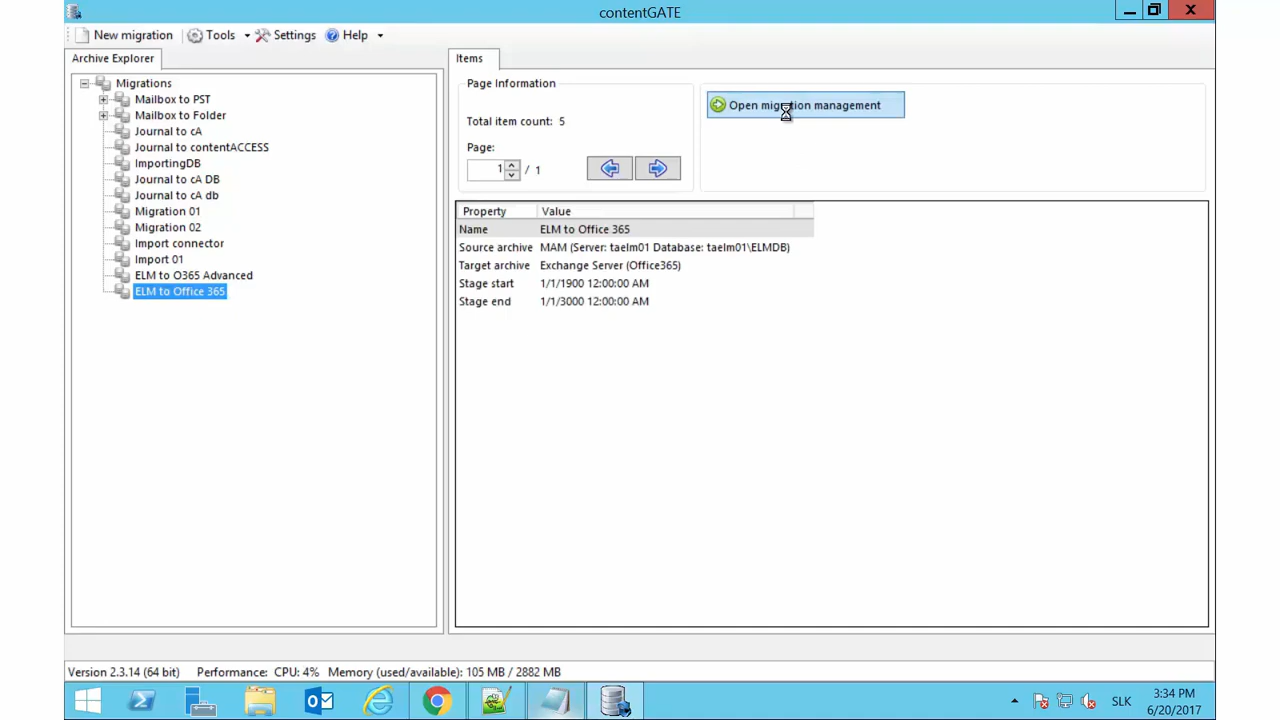 contentGATE
New migration Tools Settings Help
Archive Explorer
Migrations
Mailbox to PST
Mailbox to Folder
Journal to cA
Journal to contentACCESS
ImportingDB
Journal to cA DB
Journal to cA db
Migration 01
Migration 02
Import connector
Import 01
ELM to O365 Advanced
ELM to Office 365
Items
Page Information
Total item count: 5
Page:
1 / 1
Open migration management
Property Value
Name ELM to Office 365
Source archive MAM (Server: taelm01 Database: taelm01\ELMDB)
Target archive Exchange Server (Office365)
Stage start 1/1/1900 12:00:00 AM
Stage end 1/1/3000 12:00:00 AM
Version 2.3.14 (64 bit) Performance: CPU: 4% Memory (used/available): 105 MB / 2882 MB
SLK
3:34 PM
6/20/2017